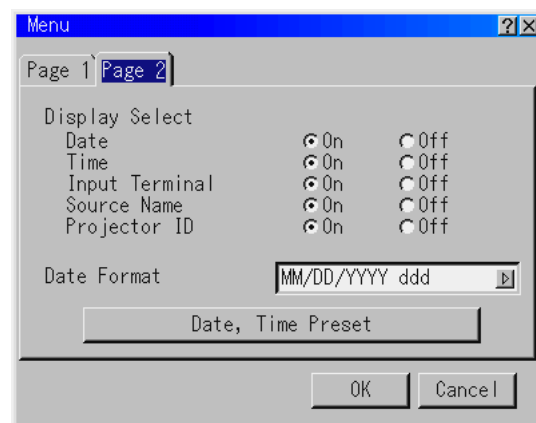 Menu
Page 1 Page 2
Display Select
Date On Off
Time On Off
Input Terminal On Off
Source Name On Off
Projector ID On Off
Date Format MM/DD/YYYY ddd
Date, Time Preset
OK Cancel